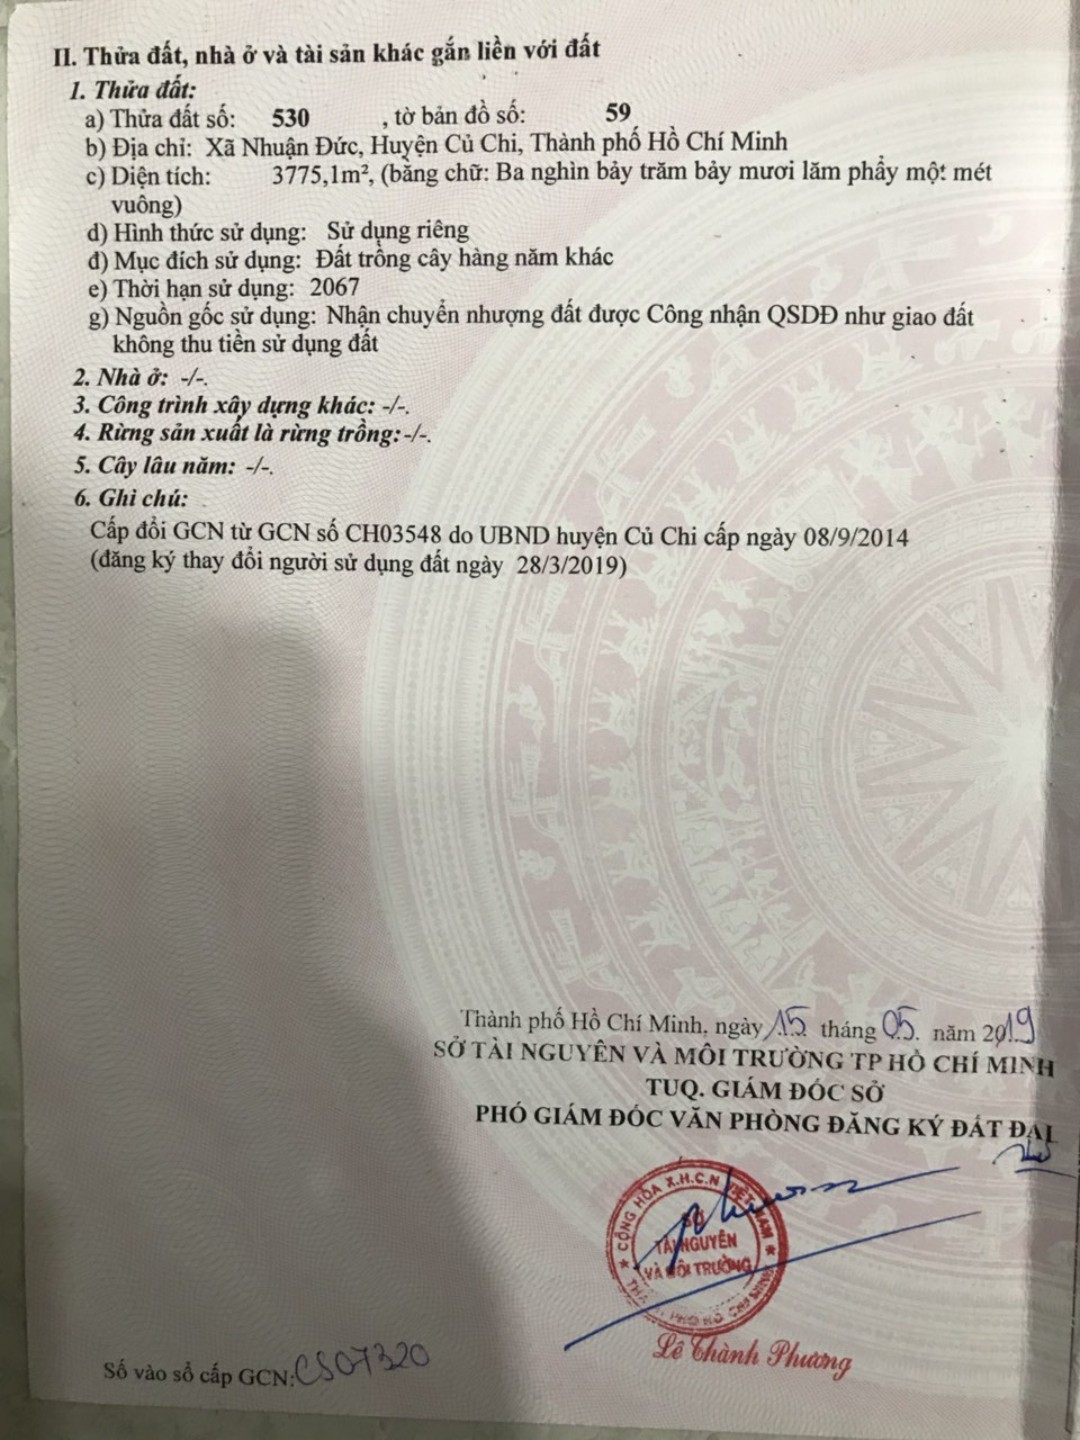 II. Thửa đất, nhà ở và tài sản khác gắn liền với đất
1. Thửa đất:
a) Thửa đất số: 530 , tờ bản đồ số: 59
b) Địa chỉ: Xã Nhuận Đức, Huyện Củ Chi, Thành phố Hồ Chí Minh
c) Diện tích: 3775,1m², (bằng chữ: Ba nghìn bảy trăm bảy mươi lăm phẩy một mét
vuông)
d) Hình thức sử dụng: Sử dụng riêng
đ) Mục đích sử dụng: Đất trồng cây hàng năm khác
e) Thời hạn sử dụng: 2067
g) Nguồn gốc sử dụng: Nhận chuyển nhượng đất được Công nhận QSDĐ như giao đất
không thu tiền sử dụng đất
2. Nhà ở: -/-.
3. Công trình xây dựng khác: -/-.
4. Rừng sản xuất là rừng trồng: -/-.
5. Cây lâu năm: -/-.
6. Ghi chú:
Cấp đổi GCN từ GCN số CH03548 do UBND huyện Củ Chi cấp ngày 08/9/2014
(đăng ký thay đổi người sử dụng đất ngày 28/3/2019)
Thành phố Hồ Chí Minh, ngày 15 tháng 05. năm 2019
SỞ TÀI NGUYÊN VÀ MÔI TRƯỜNG TP HỒ CHÍ MINH
TUQ. GIÁM ĐỐC SỞ
PHÓ GIÁM ĐỐC VĂN PHÒNG ĐĂNG KÝ ĐẤT ĐAI
CỘNG HÒA X.H.C.N VIỆT NAM
SỞ
TÀI NGUYÊN
VÀ MÔI TRƯỜNG
Lê Thành Phương
Số vào sổ cấp GCN: CS07320